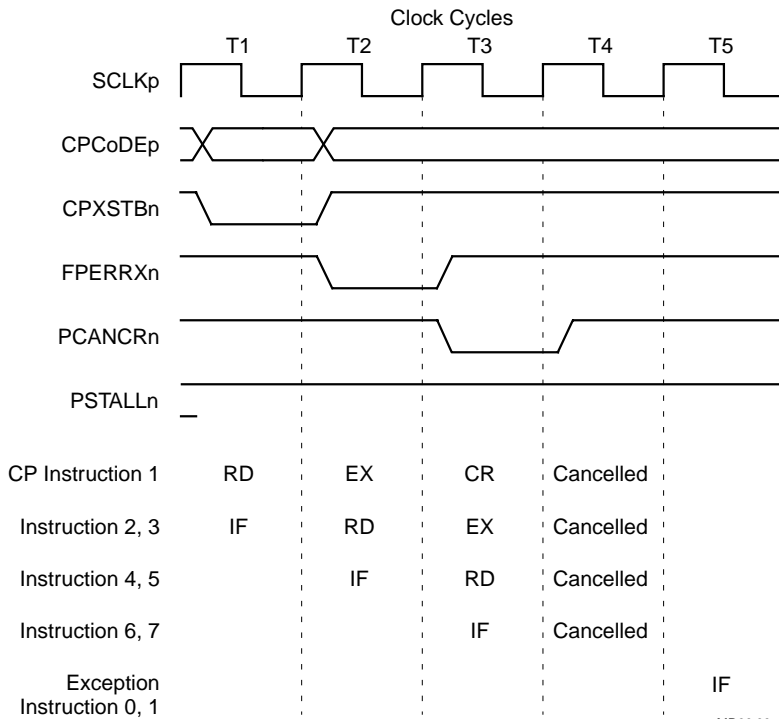 Clock Cycles
T1 T2 T3 T4 T5
SCLKp
CPCoDEp
CPXSTBn
FPERRXn
PCANCRn
PSTALLn
CP Instruction 1 RD EX CR Cancelled
Instruction 2, 3 IF RD EX Cancelled
Instruction 4, 5 IF RD Cancelled
Instruction 6, 7 IF Cancelled
Exception IF
Instruction 0, 1